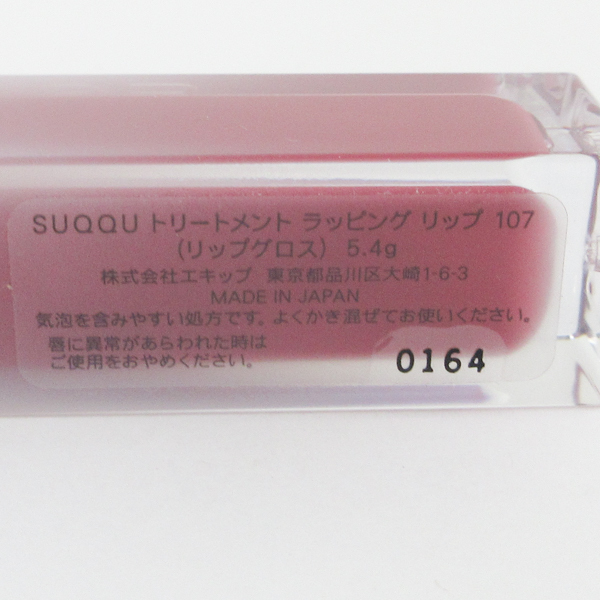 SUQQU トリートメント ラッピング リップ 107
(リップグロス) 5.4g
株式会社エキップ 東京都品川区大崎1-6-3
MADE IN JAPAN
気泡を含みやすい処方です。よくかき混ぜてお使いください。
唇に異常があらわれた時は
ご使用をおやめください。
0164